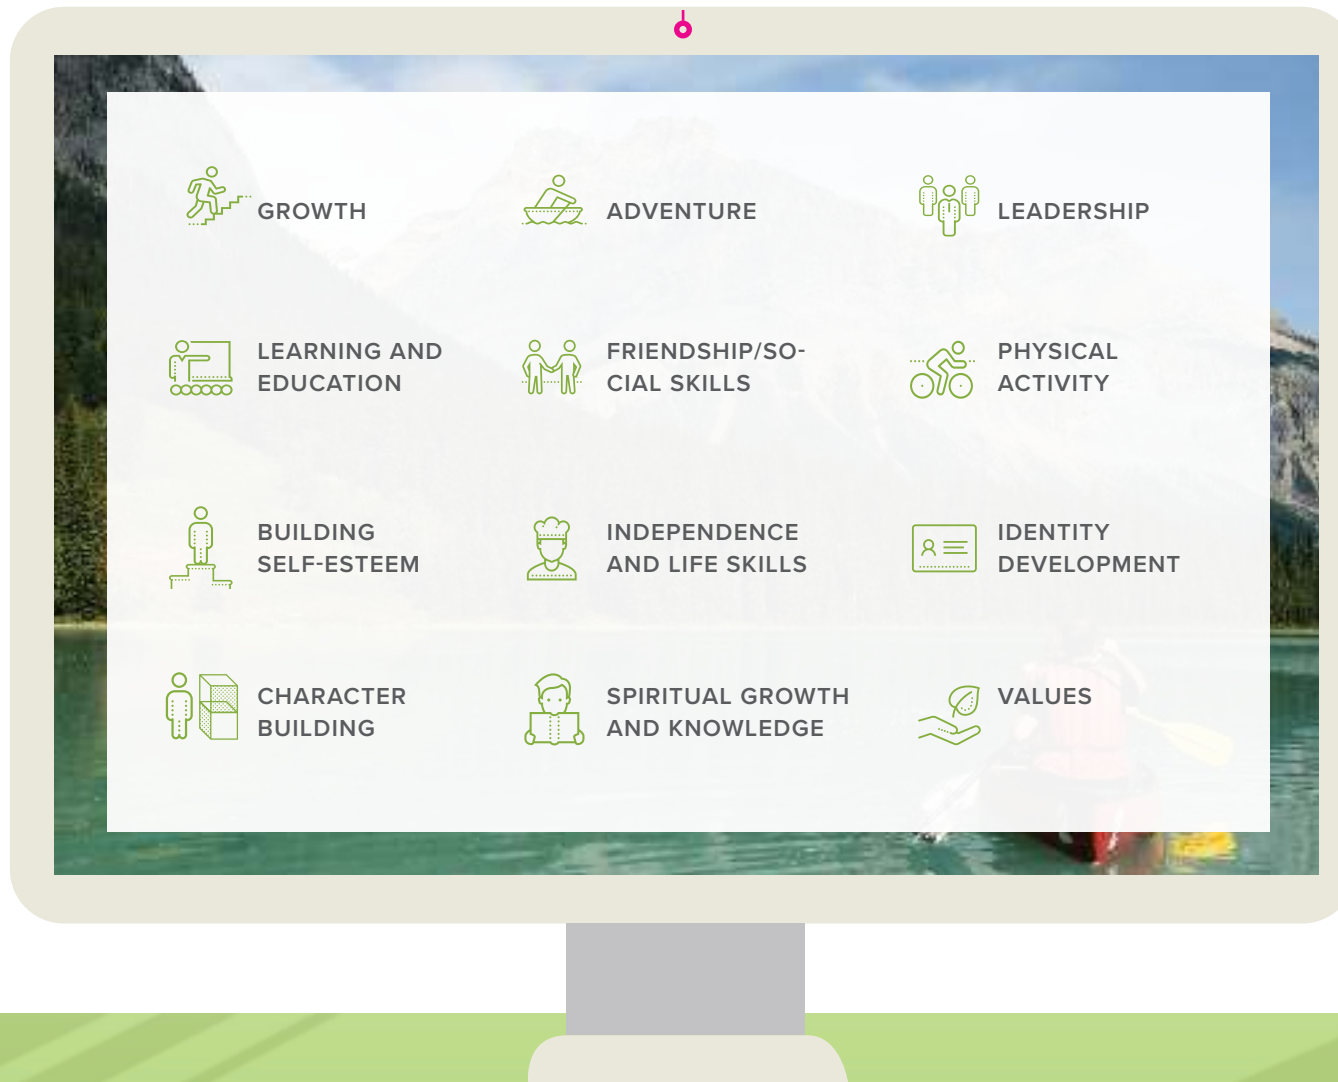 GROWTH
ADVENTURE
LEADERSHIP
LEARNING AND
EDUCATION
FRIENDSHIP/SO-
CIAL SKILLS
PHYSICAL
ACTIVITY
BUILDING
SELF-ESTEEM
INDEPENDENCE
AND LIFE SKILLS
IDENTITY
DEVELOPMENT
CHARACTER
BUILDING
SPIRITUAL GROWTH
AND KNOWLEDGE
VALUES